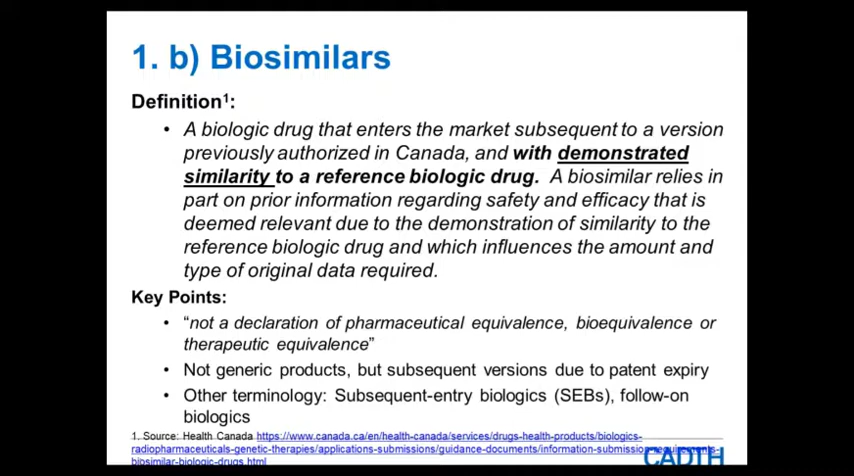 1. b) Biosimilars
Definition1:
• A biologic drug that enters the market subsequent to a version
previously authorized in Canada, and with demonstrated
similarity to a reference biologic drug. A biosimilar relies in
part on prior information regarding safety and efficacy that is
deemed relevant due to the demonstration of similarity to the
reference biologic drug and which influences the amount and
type of original data required.
Key Points:
• “not a declaration of pharmaceutical equivalence, bioequivalence or
therapeutic equivalence”
• Not generic products, but subsequent versions due to patent expiry
• Other terminology: Subsequent-entry biologics (SEBs), follow-on
biologics
1. Source: Health Canada https://www.canada.ca/en/health-canada/services/drugs-health-products/biologics-
radiopharmaceuticals-genetic-therapies/applications-submissions/guidance-documents/information-submission-requirements-
biosimilar-biologic-drugs.html
CADTH